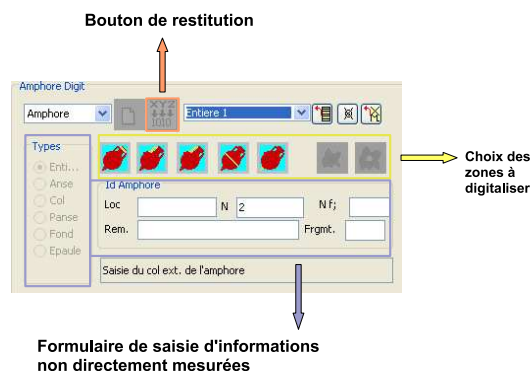 Bouton de restitution
Amphore Digit
Amphore
XYZ
1010
Entiere 1
Types
Enti...
Anse
Col
Panse
Fond
Epaule
Choix des
zones à
digitaliser
Id Amphore
Loc N 2 N f;
Rem. Frgmt.
Saisie du col ext. de l'amphore
Formulaire de saisie d'informations
non directement mesurées